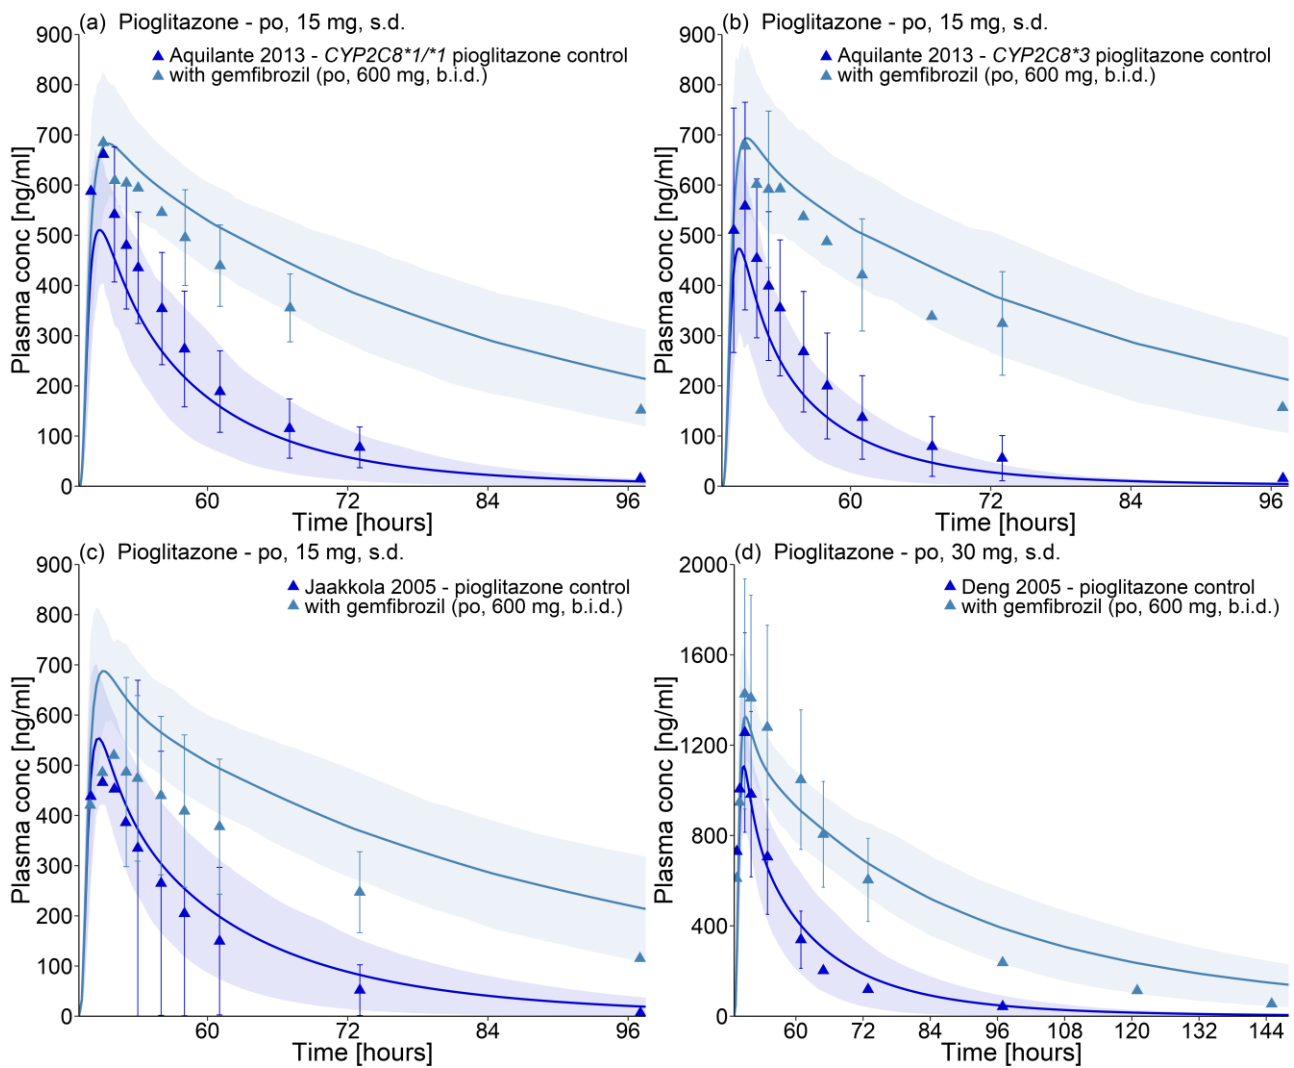 (a) Pioglitazone - po, 15 mg, s.d.
900
800
700
600
500
400
300
200
100
0
Plasma conc [ng/ml]
Aquilante 2013 - CYP2C8*1/*1 pioglitazone control
with gemfibrozil (po, 600 mg, b.i.d.)
60 72 84 96
Time [hours]
(b) Pioglitazone - po, 15 mg, s.d.
900
800
700
600
500
400
300
200
100
0
Plasma conc [ng/ml]
Aquilante 2013 - CYP2C8*3 pioglitazone control
with gemfibrozil (po, 600 mg, b.i.d.)
60 72 84 96
Time [hours]
(c) Pioglitazone - po, 15 mg, s.d.
900
800
700
600
500
400
300
200
100
0
Plasma conc [ng/ml]
Jaakkola 2005 - pioglitazone control
with gemfibrozil (po, 600 mg, b.i.d.)
60 72 84 96
Time [hours]
(d) Pioglitazone - po, 30 mg, s.d.
2000
1600
1200
800
400
0
Plasma conc [ng/ml]
Deng 2005 - pioglitazone control
with gemfibrozil (po, 600 mg, b.i.d.)
60 72 84 96 108 120 132 144
Time [hours]